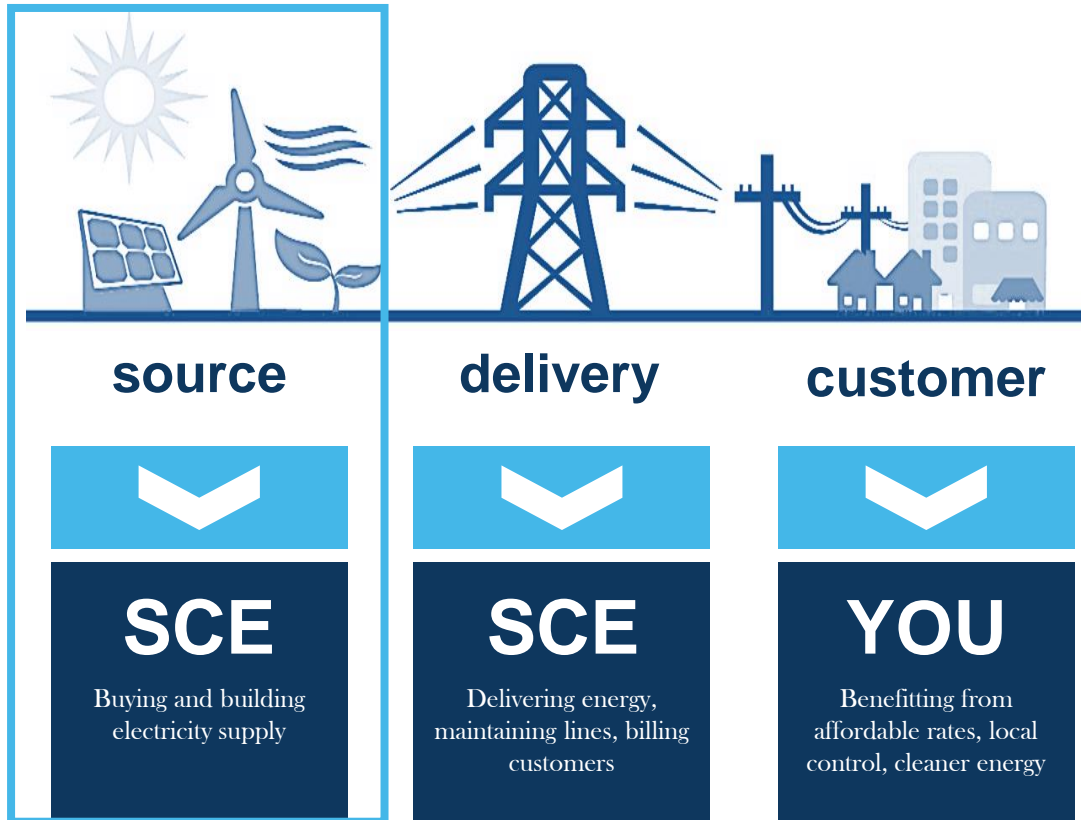 source
delivery
customer
SCE
Buying and building
electricity supply
SCE
Delivering energy,
maintaining lines, billing
customers
YOU
Benefitting from
affordable rates, local
control, cleaner energy